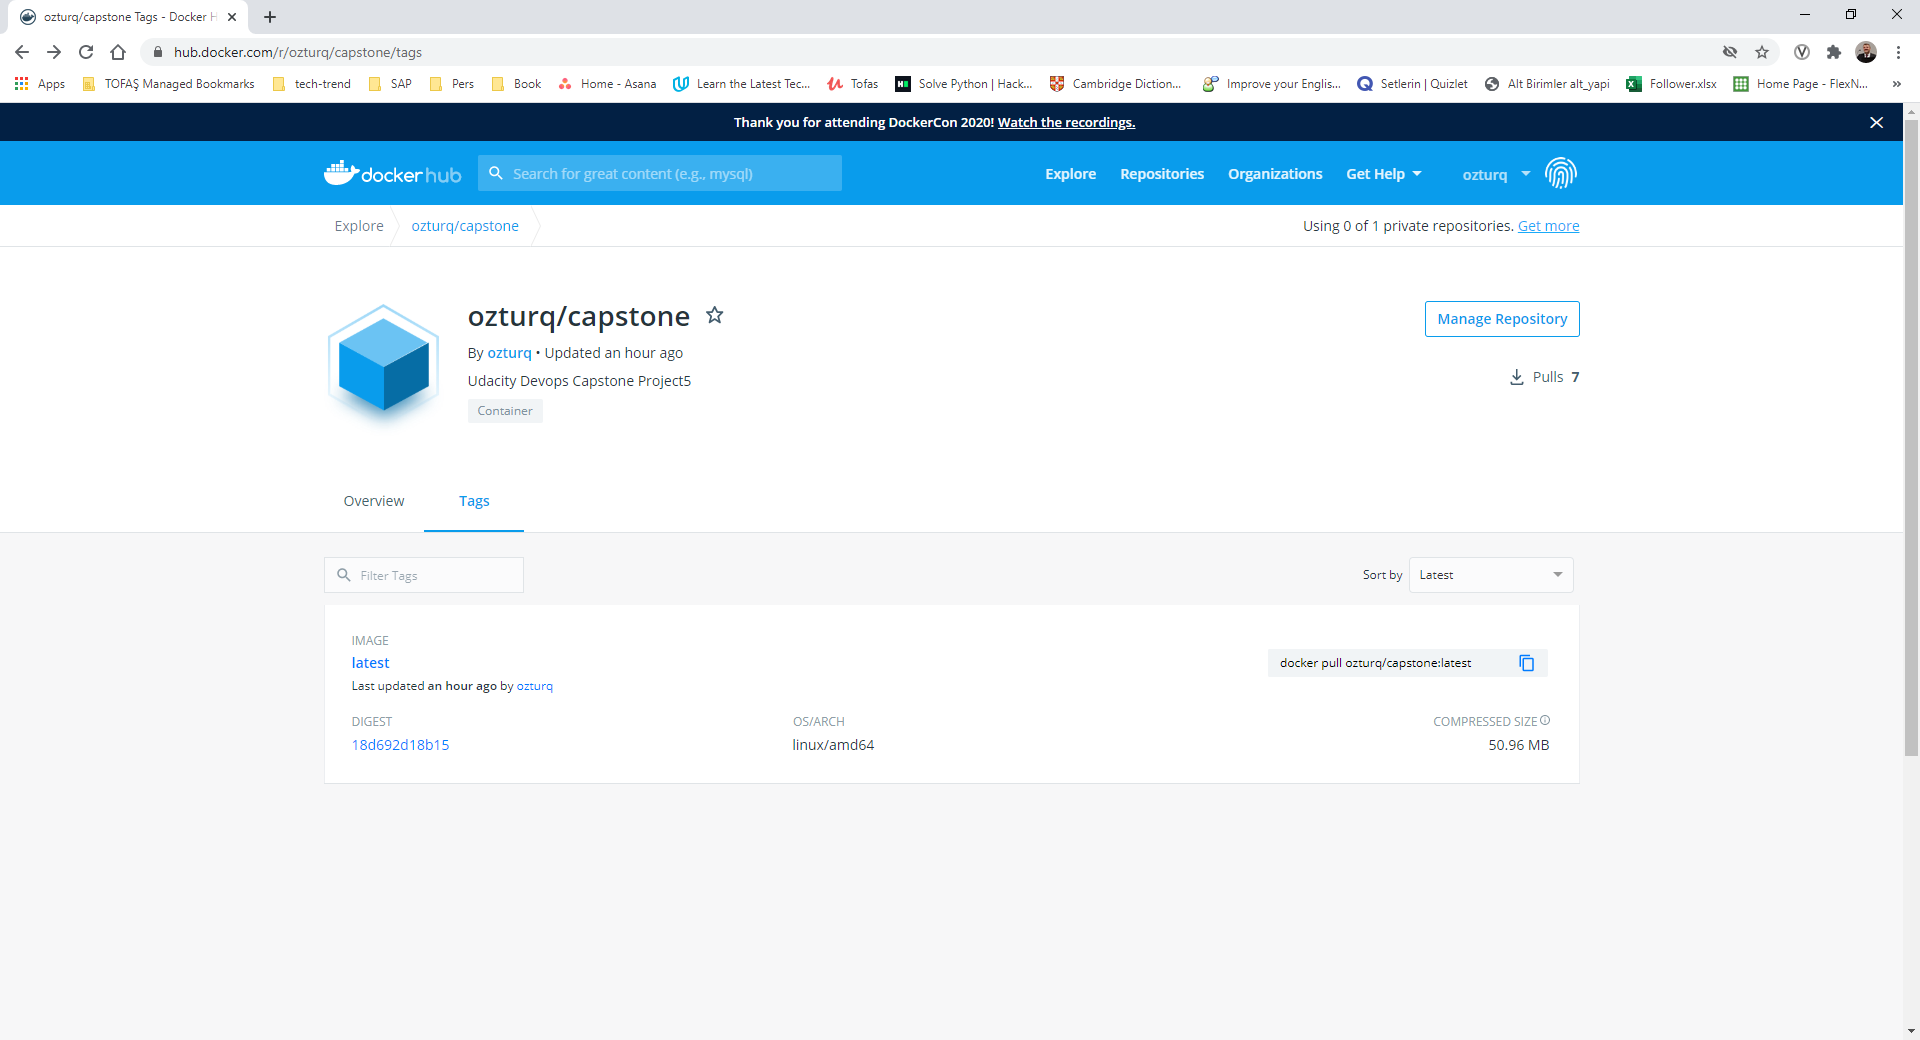 ozturq/capstone Tags - Docker H
hub.docker.com/r/ozturq/capstone/tags
Apps TOFAŞ Managed Bookmarks tech-trend SAP Pers Book Home - Asana Learn the Latest Tec... Tofas Solve Python | Hack... Cambridge Diction... Improve your Englis... Setlerin | Quizlet Alt Birimler alt_yapi Follower.xlsx Home Page - FlexN... »
Thank you for attending DockerCon 2020! Watch the recordings.
docker hub Search for great content (e.g., mysql) Explore Repositories Organizations Get Help ozturq
Explore ozturq/capstone Using 0 of 1 private repositories. Get more
ozturq/capstone
Manage Repository
By ozturq • Updated an hour ago
Udacity Devops Capstone Project5
Pulls 7
Container
Overview Tags
Filter Tags Sort by Latest
IMAGE
latest
docker pull ozturq/capstone:latest
Last updated an hour ago by ozturq
DIGEST OS/ARCH COMPRESSED SIZE
18d692d18b15 linux/amd64 50.96 MB